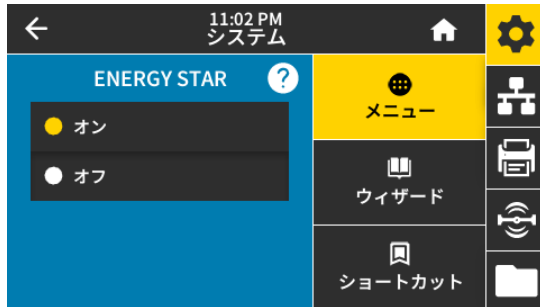 11:02 PM
システム
ENERGY STAR ?
オン
オフ
メニュー
ウィザード
ショートカット